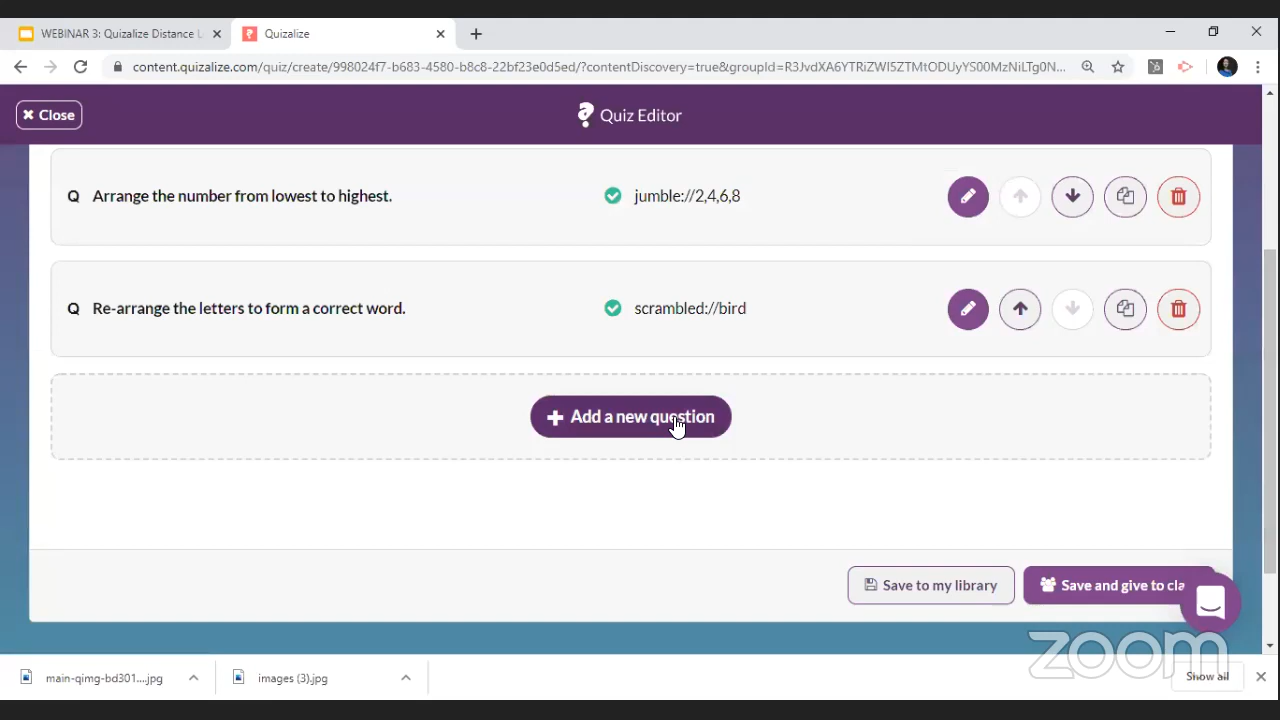 WEBINAR 3: Quizalize Distance L
Quizalize
content.quizalize.com/quiz/create/998024f7-b683-4580-b8c8-22bf23e0d5ed/?contentDiscovery=true&groupId=R3JvdXA6YTRiZWI5ZTMtODUyYS00MzNiLTg0N...
Close
Quiz Editor
Q Arrange the number from lowest to highest.
jumble://2,4,6,8
Q Re-arrange the letters to form a correct word.
scrambled://bird
Add a new question
Save to my library
Save and give to cla
zoom
main-qimg-bd301....jpg
images (3).jpg
Show all